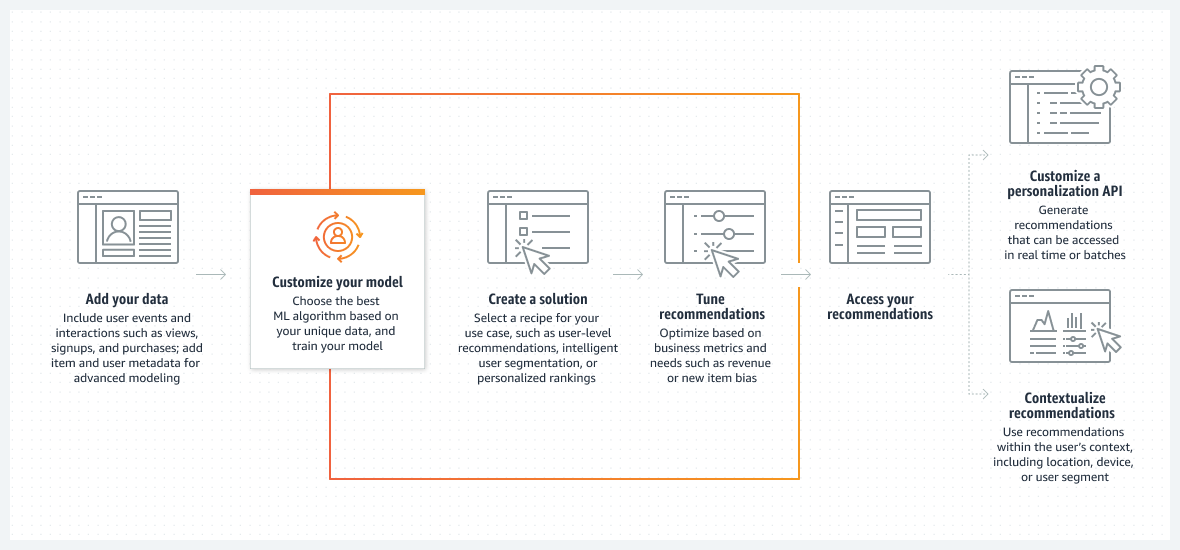 Add your data
Include user events and
interactions such as views,
signups, and purchases; add
item and user metadata for
advanced modeling
Customize your model
Choose the best
ML algorithm based on
your unique data, and
train your model
Create a solution
Select a recipe for your
use case, such as user-level
recommendations, intelligent
user segmentation, or
personalized rankings
Tune
recommendations
Optimize based on
business metrics and
needs such as revenue
or new item bias
Access your
recommendations
Customize a
personalization API
Generate
recommendations
that can be accessed
in real time or batches
Contextualize
recommendations
Use recommendations
within the user's context,
including location, device,
or user segment